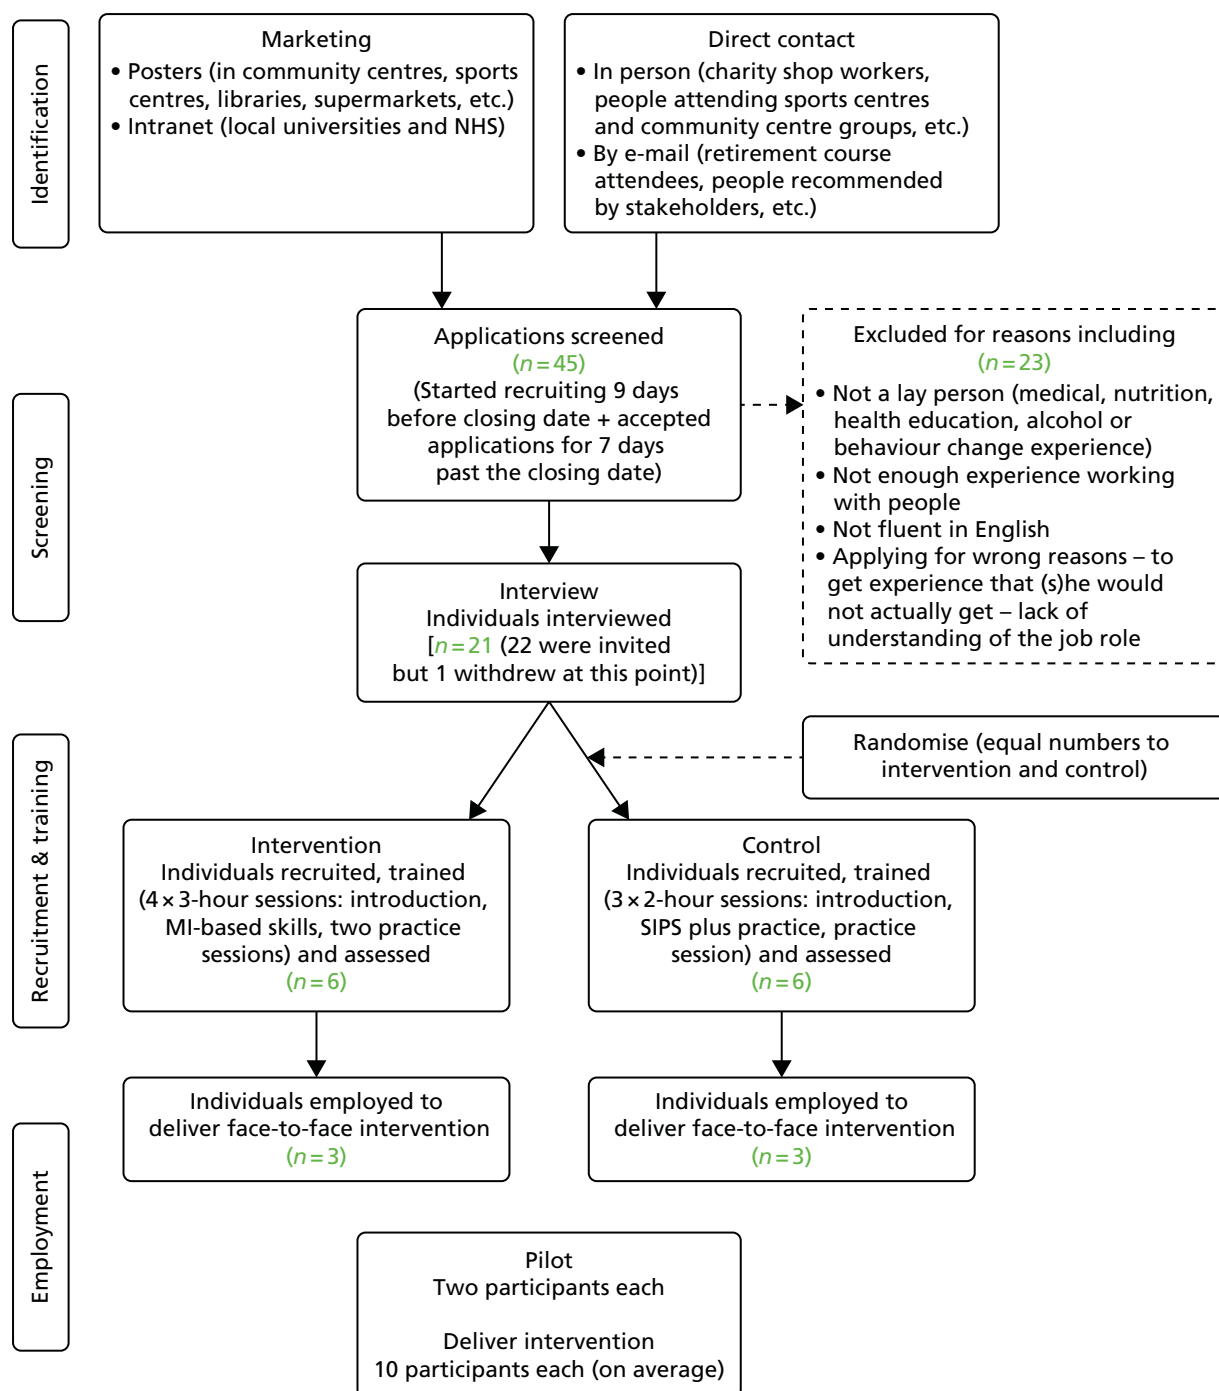 Identification
Marketing
• Posters (in community centres, sports
centres, libraries, supermarkets, etc.)
• Intranet (local universities and NHS)
Direct contact
• In person (charity shop workers,
people attending sports centres
and community centre groups, etc.)
• By e-mail (retirement course
attendees, people recommended
by stakeholders, etc.)
Screening
Applications screened
(n=45)
(Started recruiting 9 days
before closing date + accepted
applications for 7 days
past the closing date)
Excluded for reasons including
(n=23)
• Not a lay person (medical, nutrition,
health education, alcohol or
behaviour change experience)
• Not enough experience working
with people
• Not fluent in English
• Applying for wrong reasons – to
get experience that (s)he would
not actually get – lack of
understanding of the job role
Interview
Individuals interviewed
[n=21 (22 were invited
but 1 withdrew at this point)]
Recruitment & training
Randomise (equal numbers to
intervention and control)
Intervention
Individuals recruited, trained
(4 × 3-hour sessions: introduction,
MI-based skills, two practice
sessions) and assessed
(n=6)
Control
Individuals recruited, trained
(3 × 2-hour sessions: introduction,
SIPS plus practice, practice
session) and assessed
(n=6)
Employment
Individuals employed to
deliver face-to-face intervention
(n=3)
Individuals employed to
deliver face-to-face intervention
(n=3)
Pilot
Two participants each
Deliver intervention
10 participants each (on average)